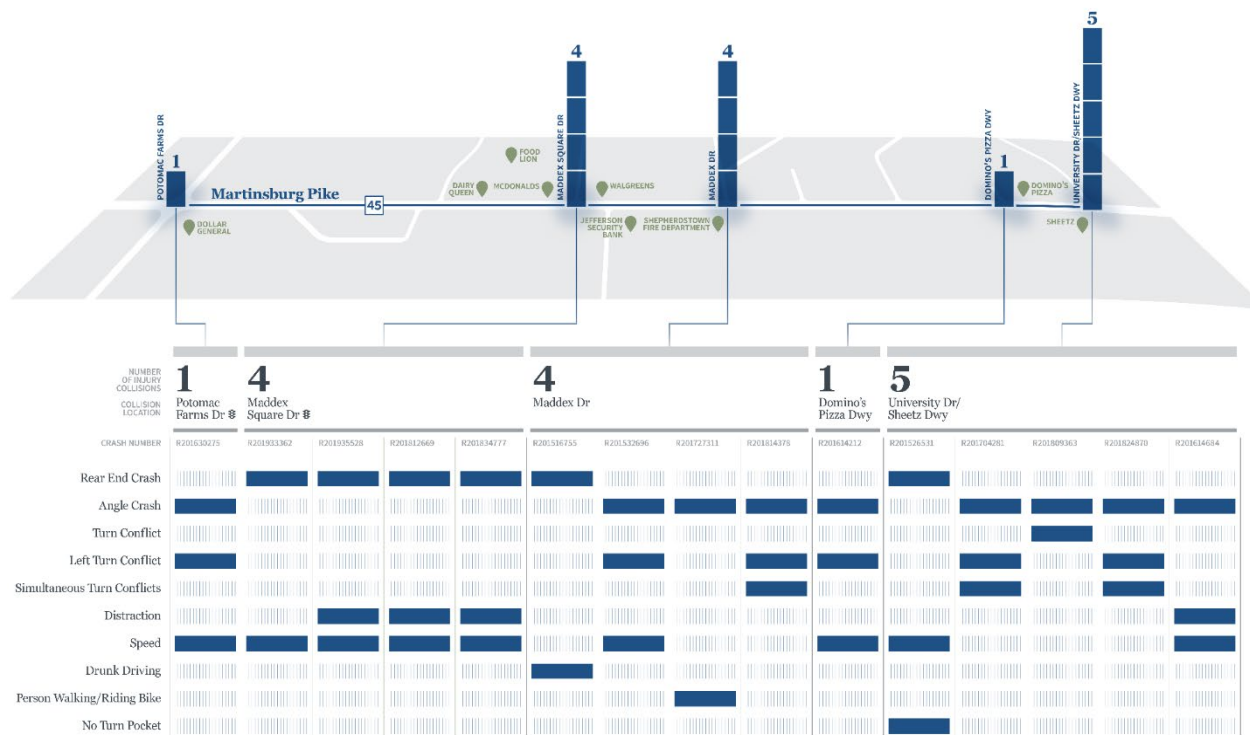 5
4
4
1
1
POTOMAC FARMS DR
MADDEX SQUARE DR
MADDEX DR
DOMINO'S PIZZA DWY
UNIVERSITY DR/SHEETZ DWY
Martinsburg Pike
45
DOLLAR
GENERAL
FOOD
LION
DAIRY
QUEEN
MCDONALDS
WALGREENS
JEFFERSON
SECURITY
BANK
SHEPHERDSTOWN
FIRE DEPARTMENT
DOMINO'S
PIZZA
SHEETZ
NUMBER
OF INJURY
COLLISIONS
1
4
4
1
5
COLLISION
LOCATION
Potomac
Farms Dr
Maddex
Square Dr
Maddex Dr
Domino's
Pizza Dwy
University Dr/
Sheetz Dwy
CRASH NUMBER R201630275 R201933362 R201935528 R201812669 R201834777 R201516755 R201532696 R201727311 R201814378 R201614212 R201526531 R201704281 R201809363 R201824870 R201614684
Rear End Crash
Angle Crash
Turn Conflict
Left Turn Conflict
Simultaneous Turn Conflicts
Distraction
Speed
Drunk Driving
Person Walking/Riding Bike
No Turn Pocket